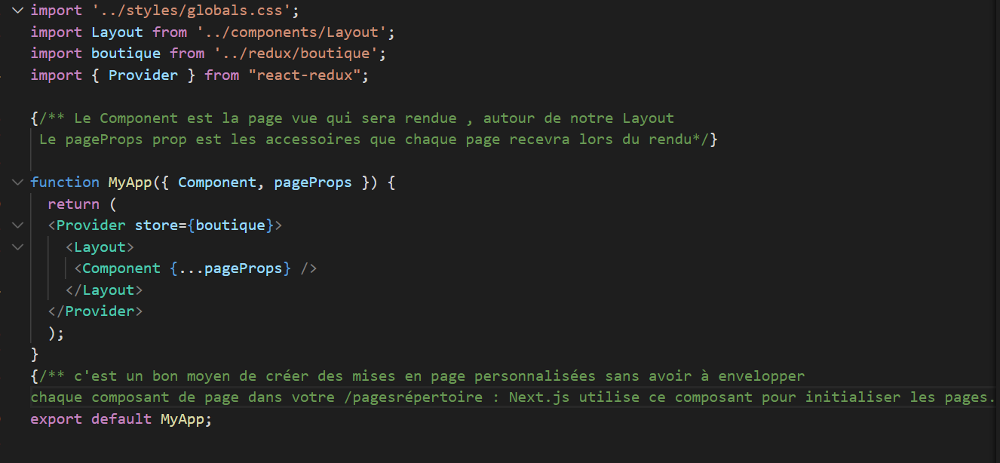 import '../styles/globals.css';
import Layout from '../components/Layout';
import boutique from '../redux/boutique';
import { Provider } from "react-redux";
{/** Le Component est la page vue qui sera rendue , autour de notre Layout
Le pageProps prop est les accessoires que chaque page recevra lors du rendu*/}
function MyApp({ Component, pageProps }) {
return (
<Provider store={boutique}>
<Layout>
<Component {...pageProps} />
</Layout>
</Provider>
);
}
{/** c'est un bon moyen de créer des mises en page personnalisées sans avoir à envelopper
chaque composant de page dans votre /pagesrépertoire : Next.js utilise ce composant pour initialiser les pages.
export default MyApp;